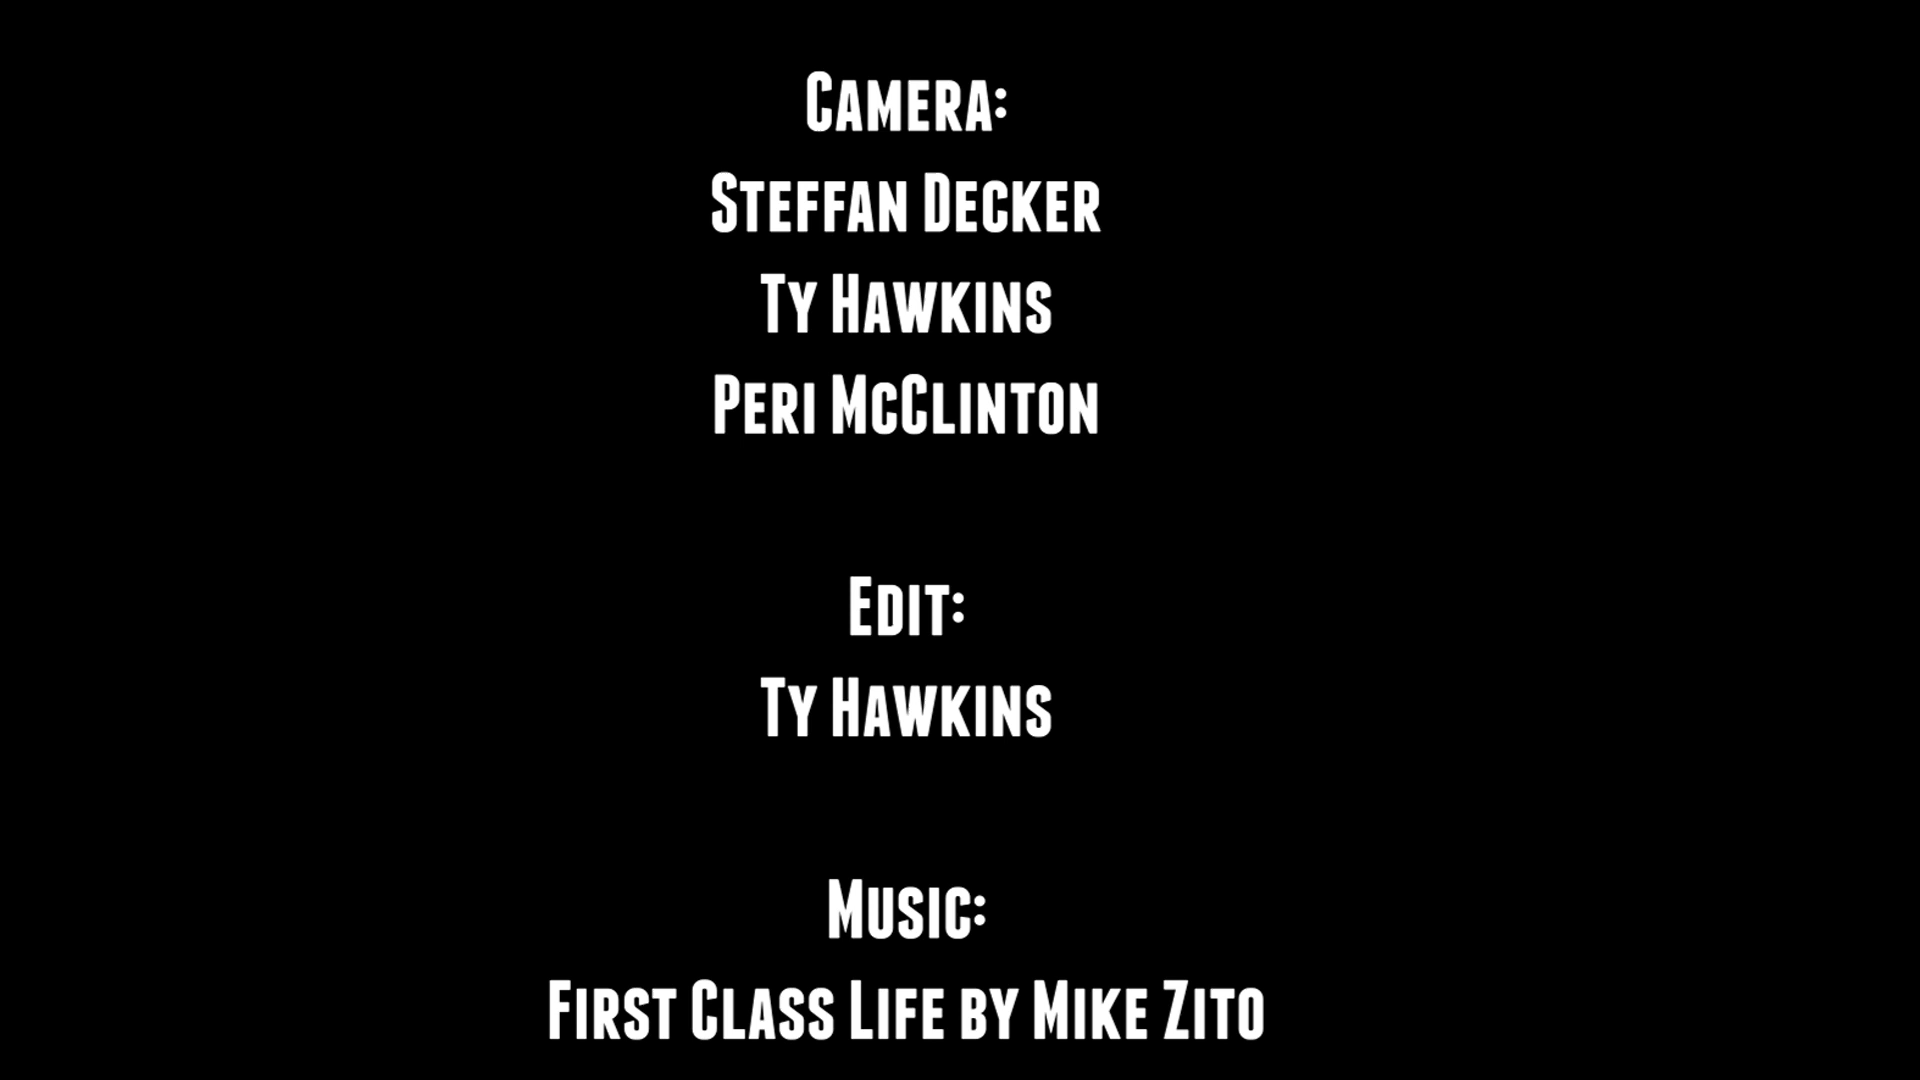 Camera:
Steffan Decker
Ty Hawkins
Peri McClinton
Edit:
Ty Hawkins
Music:
First Class Life by Mike Zito